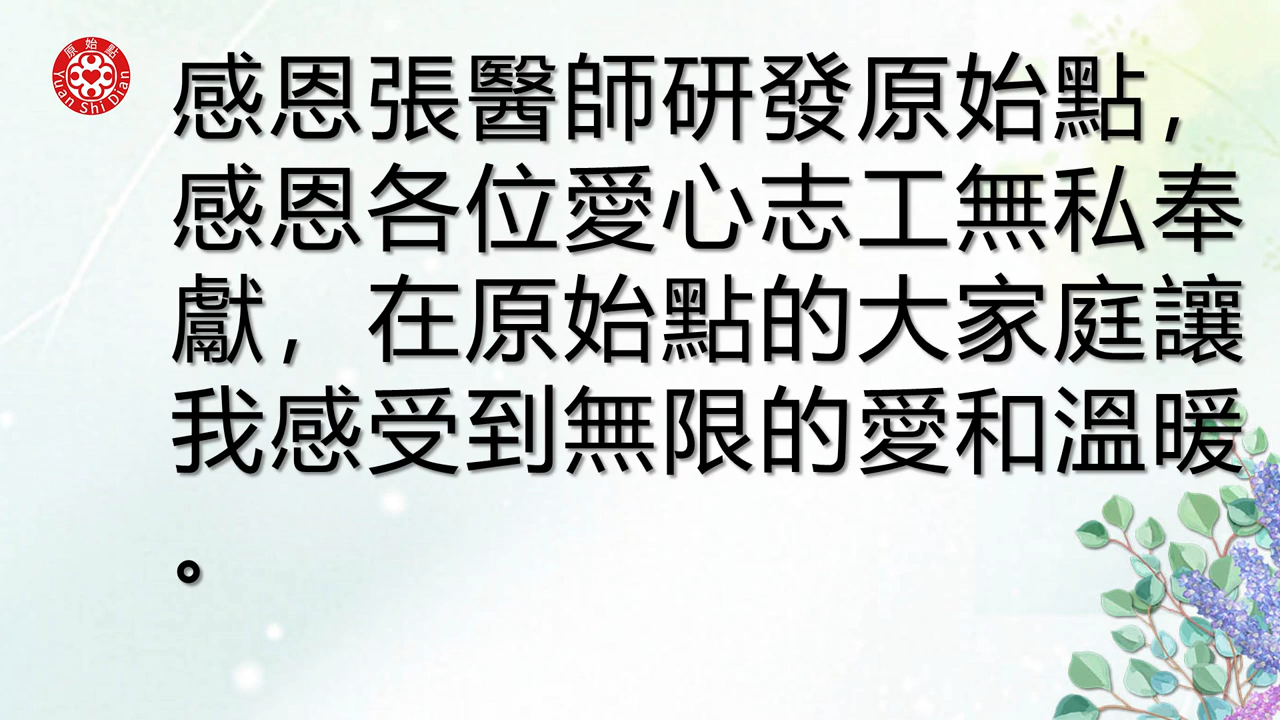 原始點
Yuan Shi Dian
感恩張醫師研發原始點，
感恩各位愛心志工無私奉
獻，在原始點的大家庭讓
我感受到無限的愛和溫暖
。